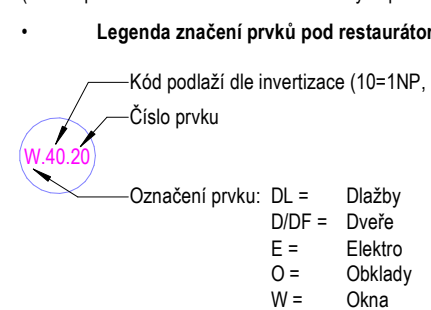 • Legenda značení prvků pod restaurátor
Kód podlaží dle invertizace (10=1NP,
Číslo prvku
W.40.20
Označení prvku: DL = Dlažby
D/DF = Dveře
E = Elektro
O = Obklady
W = Okna